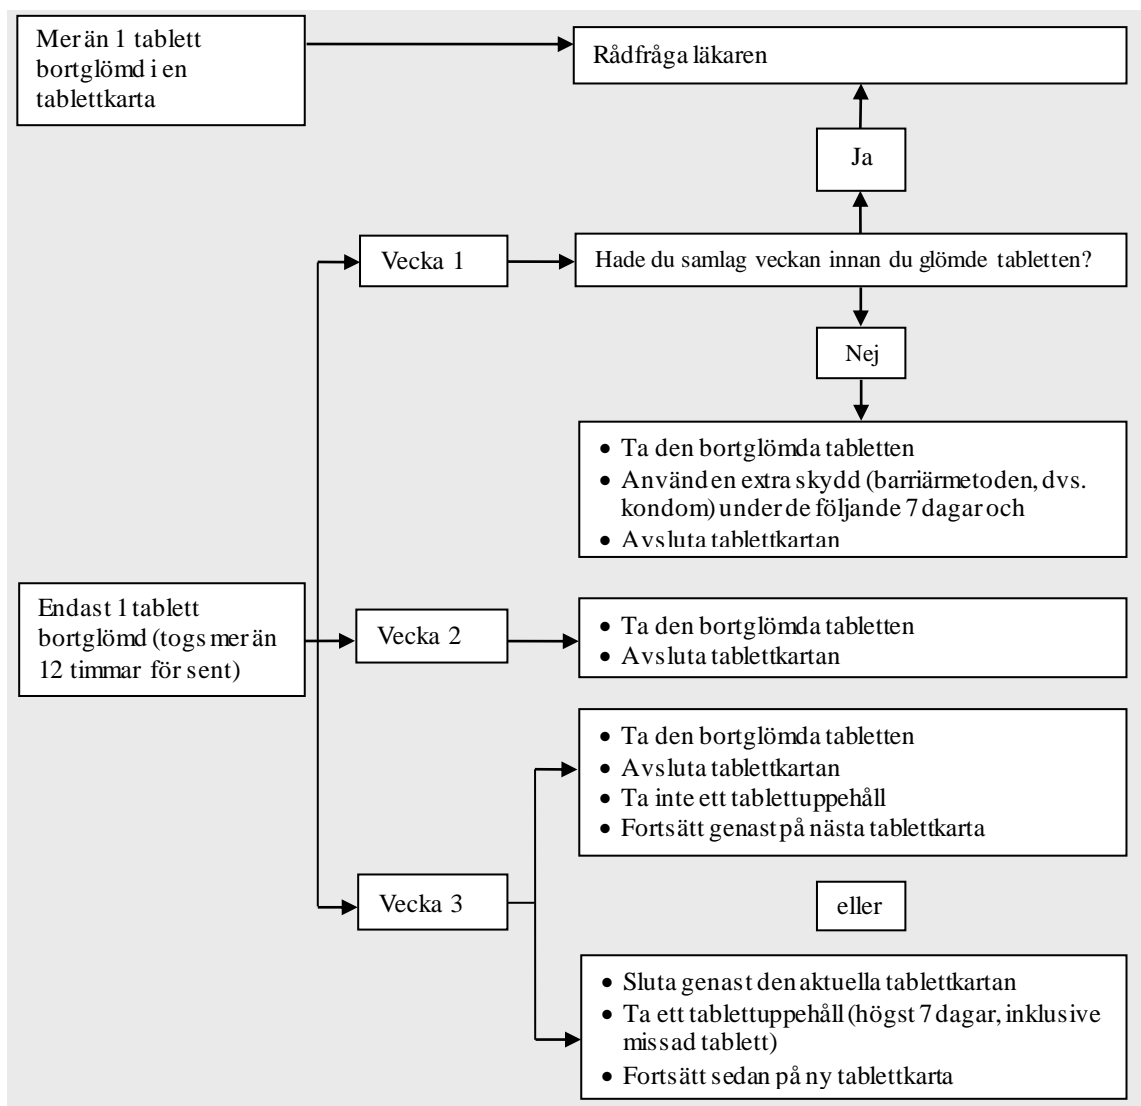 Mer än 1 tablett
bortglömd i en
tablettkarta
Rådfråga läkaren
Ja
Vecka 1
Hade du samlag veckan innan du glömde tabletten?
Nej
• Ta den bortglömda tabletten
• Använd en extra skydd (barriärmetoden, dvs.
kondom) under de följande 7 dagar och
• Avsluta tablettkartan
Endast 1 tablett
bortglömd (togs mer än
12 timmar för sent)
Vecka 2
• Ta den bortglömda tabletten
• Avsluta tablettkartan
• Ta den bortglömda tabletten
• Avsluta tablettkartan
• Ta inte ett tablettuppehåll
• Fortsätt genast på nästa tablettkarta
Vecka 3
eller
• Sluta genast den aktuella tablettkartan
• Ta ett tablettuppehåll (högst 7 dagar, inklusive
missad tablett)
• Fortsätt sedan på ny tablettkarta